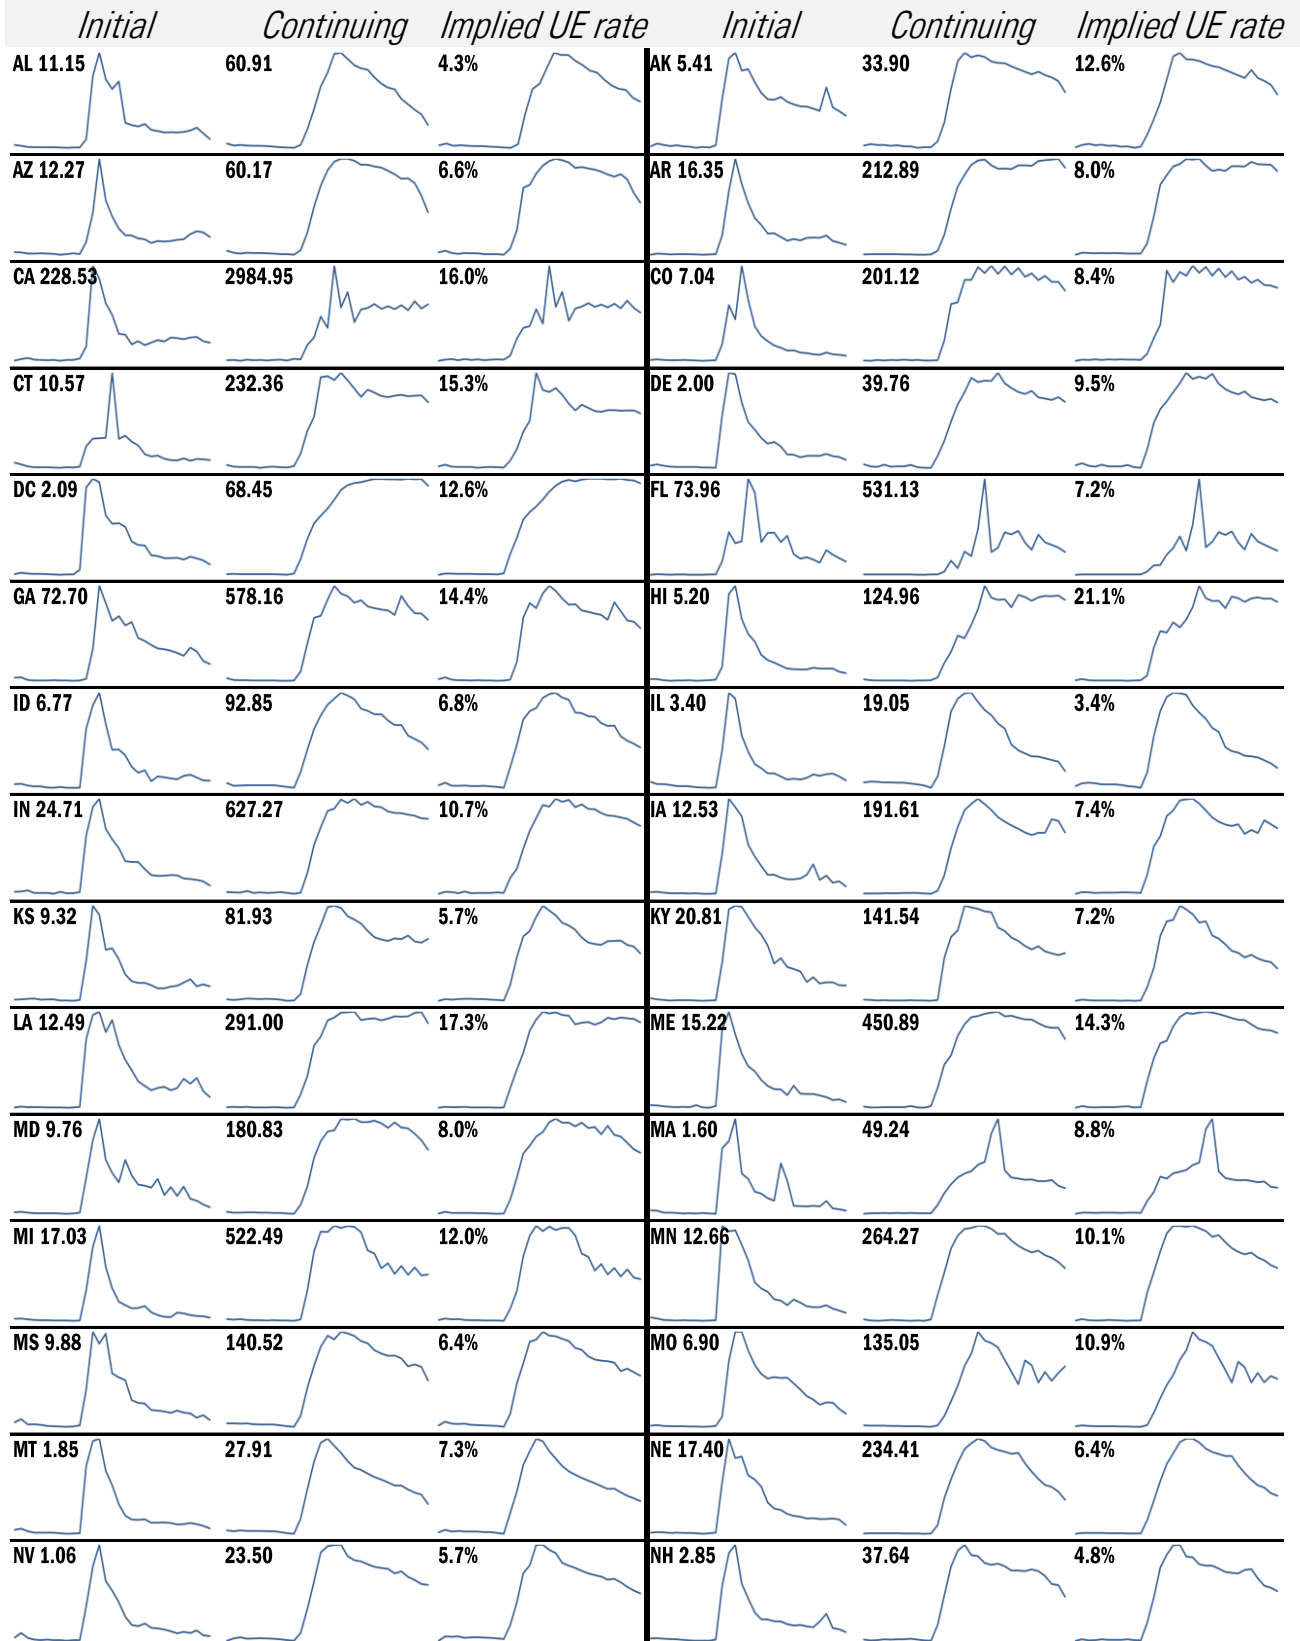 Initial Continuing Implied UE rate Initial Continuing Implied UE rate
AL 11.15 60.91 4.3% AK 5.41 33.90 12.6%
AZ 12.27 60.17 6.6% AR 16.35 212.89 8.0%
CA 228.53 2984.95 16.0% CO 7.04 201.12 8.4%
CT 10.57 232.36 15.3% DE 2.00 39.76 9.5%
DC 2.09 68.45 12.6% FL 73.96 531.13 7.2%
GA 72.70 578.16 14.4% HI 5.20 124.96 21.1%
ID 6.77 92.85 6.8% IL 3.40 19.05 3.4%
IN 24.71 627.27 10.7% IA 12.53 191.61 7.4%
KS 9.32 81.93 5.7% KY 20.81 141.54 7.2%
LA 12.49 291.00 17.3% ME 15.22 450.89 14.3%
MD 9.76 180.83 8.0% MA 1.60 49.24 8.8%
MI 17.03 522.49 12.0% MN 12.66 264.27 10.1%
MS 9.88 140.52 6.4% MO 6.90 135.05 10.9%
MT 1.85 27.91 7.3% NE 17.40 234.41 6.4%
NV 1.06 23.50 5.7% NH 2.85 37.64 4.8%